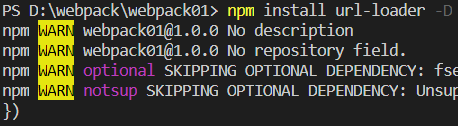 PS D:\webpack\webpack01> npm install url-loader -D
npm WARN webpack01@1.0.0 No description
npm WARN webpack01@1.0.0 No repository field.
npm WARN optional SKIPPING OPTIONAL DEPENDENCY: fse
npm WARN notsup SKIPPING OPTIONAL DEPENDENCY: Unsup
})